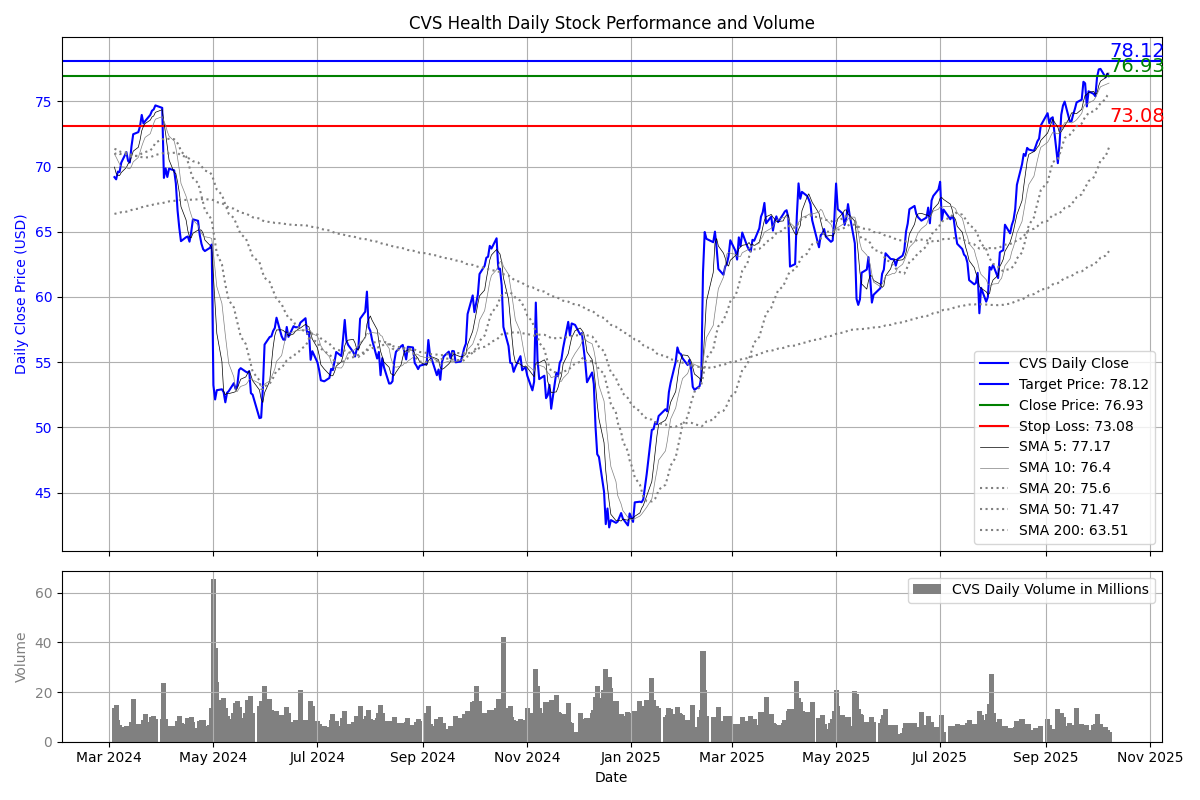 CVS Health Daily Stock Performance and Volume
78.12
76.93
73.08
75
70
65
60
55
50
45
Daily Close Price (USD)
CVS Daily Close
Target Price: 78.12
Close Price: 76.93
Stop Loss: 73.08
SMA 5: 77.17
SMA 10: 76.4
SMA 20: 75.6
SMA 50: 71.47
SMA 200: 63.51
CVS Daily Volume in Millions
60
40
20
0
Volume
Mar 2024 May 2024 Jul 2024 Sep 2024 Nov 2024 Jan 2025 Mar 2025 May 2025 Jul 2025 Sep 2025 Nov 2025
Date